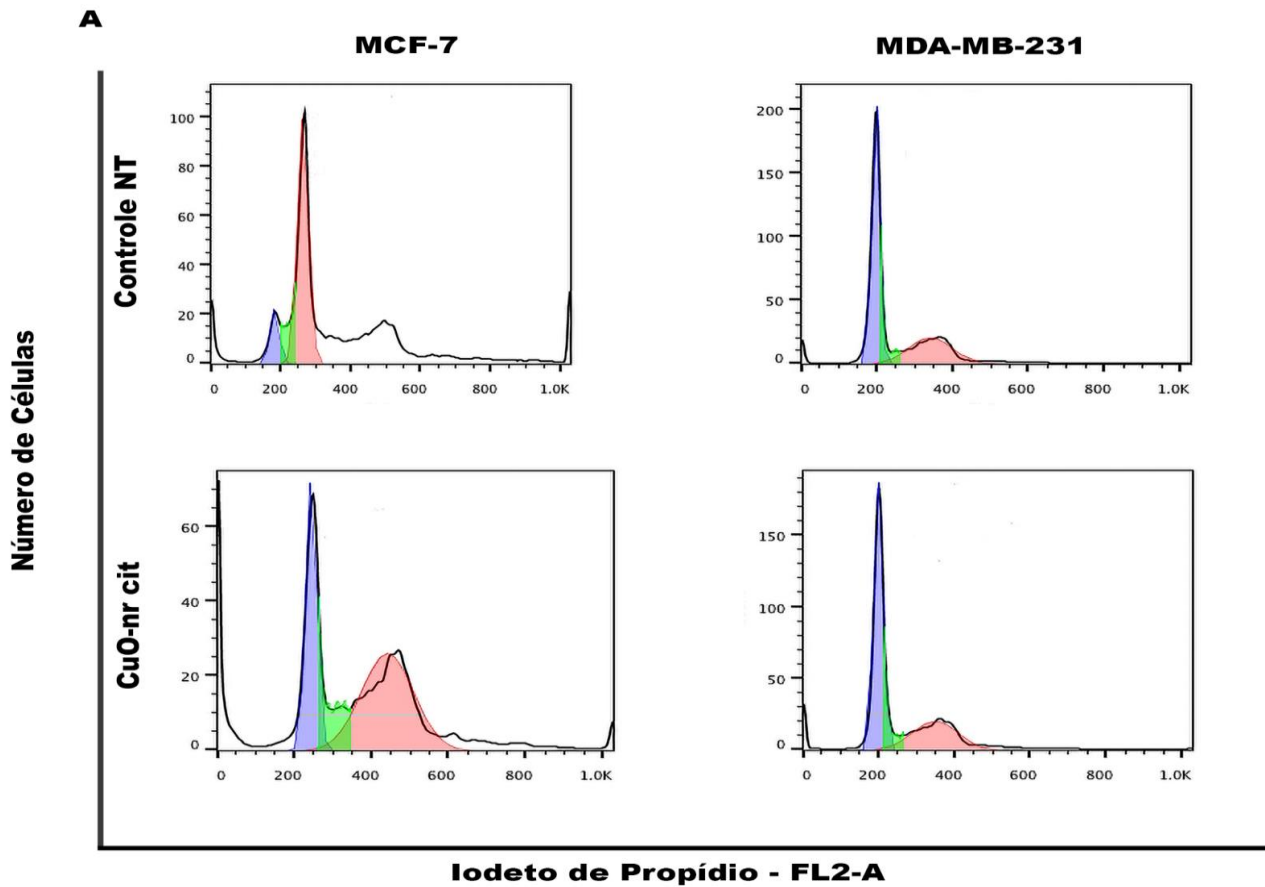 A
MCF-7
MDA-MB-231
Número de Células
Controle NT
100
80
60
40
20
0
0 200 400 600 800 1.0K
200
150
100
50
0
0 200 400 600 800 1.0K
CuO-nr cit
60
40
20
0
0 200 400 600 800 1.0K
150
100
50
0
0 200 400 600 800 1.0K
Iodeto de Propídio - FL2-A